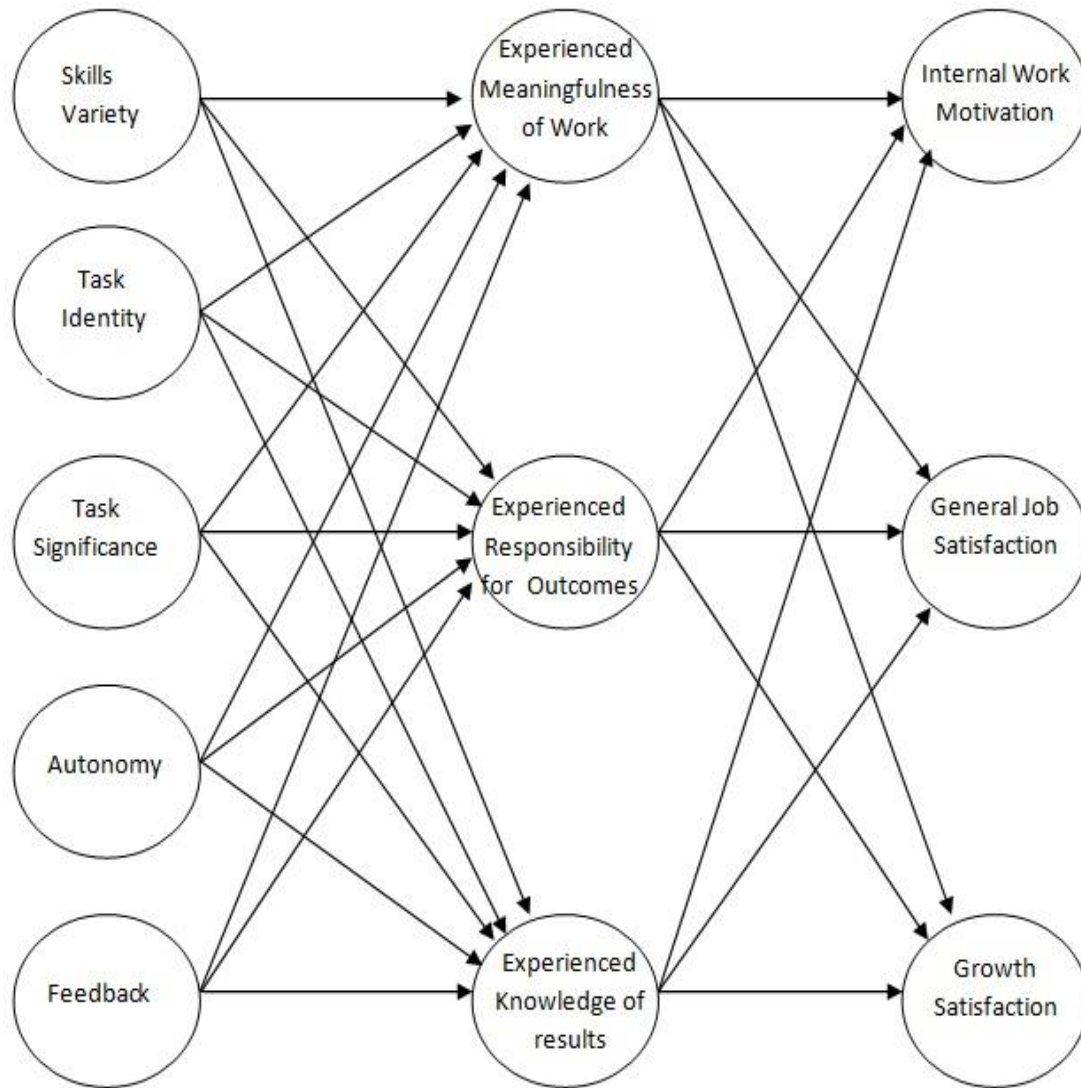 Skills
Variety
Experienced
Meaningfulness
of Work
Internal Work
Motivation
Task
Identity
Task
Significance
Experienced
Responsibility
for Outcomes
General Job
Satisfaction
Autonomy
Feedback
Experienced
Knowledge of
results
Growth
Satisfaction